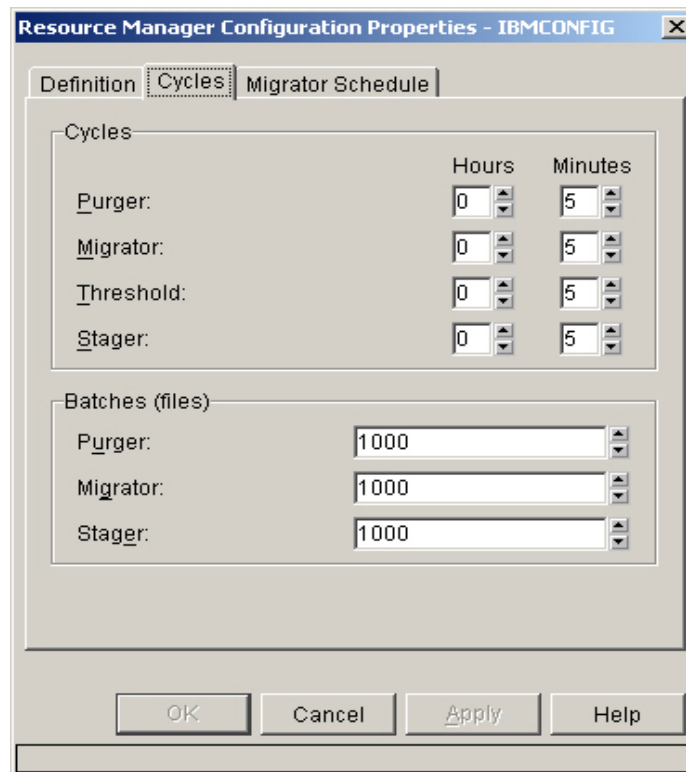 Resource Manager Configuration Properties - IBMCONFIG
Definition Cycles Migrator Schedule
Cycles
Hours Minutes
Purger: 0 5
Migrator: 0 5
Threshold: 0 5
Stager: 0 5
Batches (files)
Purger: 1000
Migrator: 1000
Stager: 1000
OK Cancel Apply Help